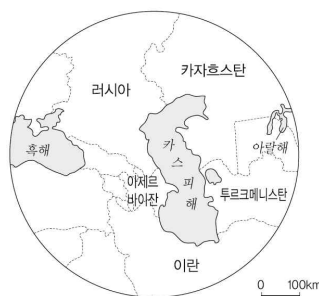 카자흐스탄
러시아
흑해
카스피해
아랄해
아제르
바이잔
투르크메니스탄
이란
0 100km